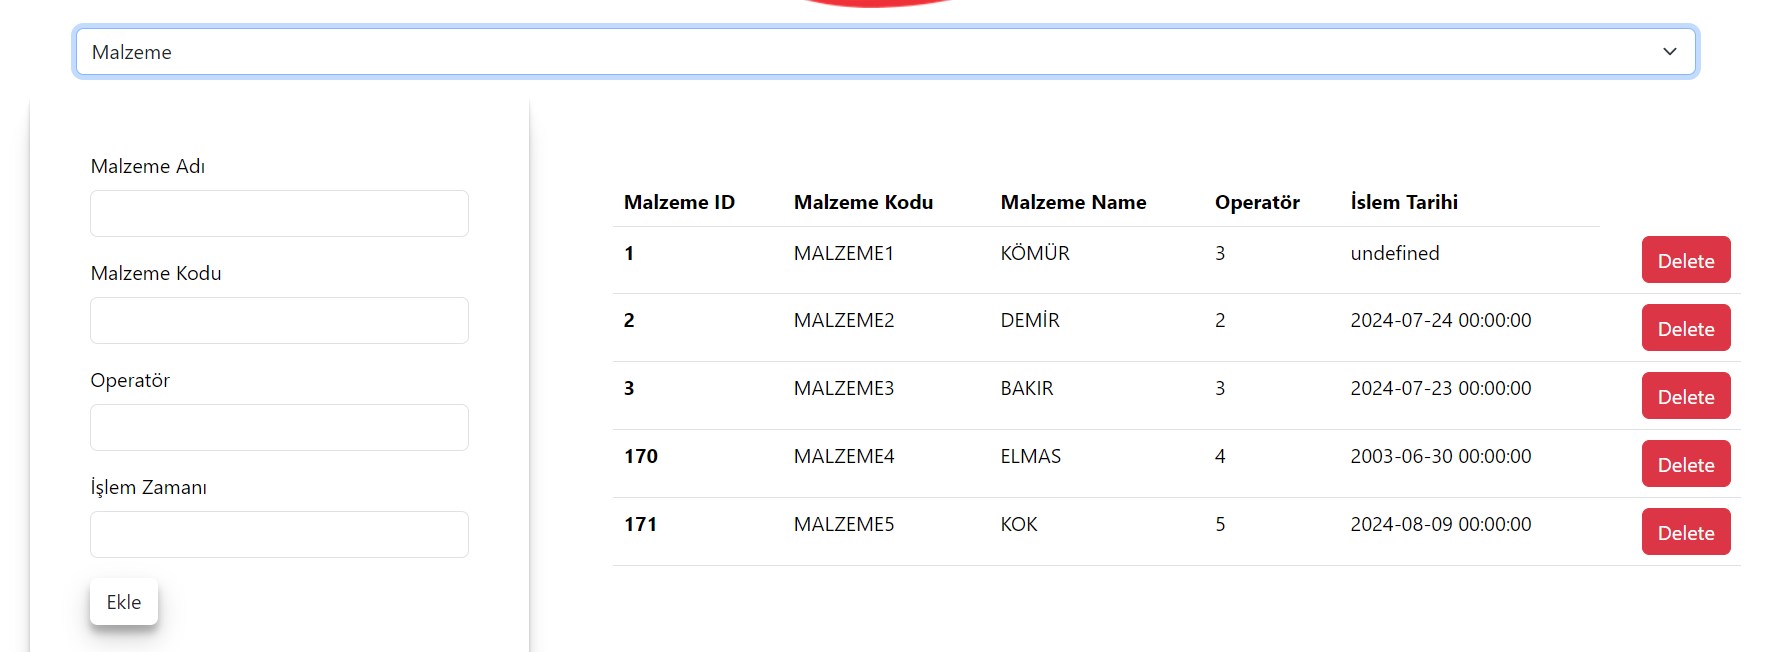 Malzeme
Malzeme Adı
Malzeme Kodu
Operatör
İşlem Zamanı
Ekle
Malzeme ID Malzeme Kodu Malzeme Name Operatör İslem Tarihi
1 MALZEME1 KÖMÜR 3 undefined Delete
2 MALZEME2 DEMİR 2 2024-07-24 00:00:00 Delete
3 MALZEME3 BAKIR 3 2024-07-23 00:00:00 Delete
170 MALZEME4 ELMAS 4 2003-06-30 00:00:00 Delete
171 MALZEME5 KOK 5 2024-08-09 00:00:00 Delete